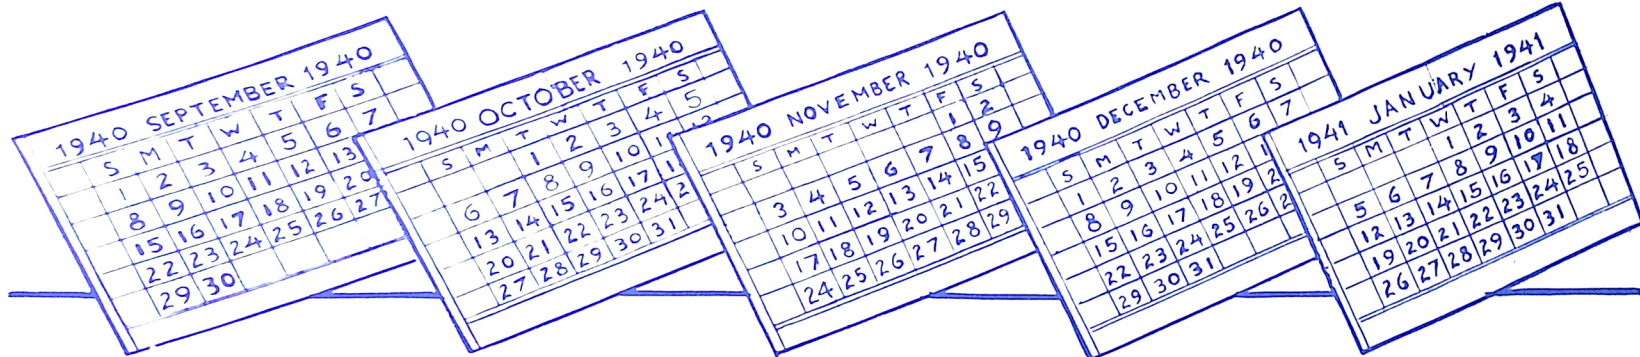 1940 SEPTEMBER 1940
S M T W T F S
1 2 3 4 5 6 7
8 9 10 11 12 13
15 16 17 18 19 20
22 23 24 25 26 27
29 30
1940 OCTOBER 1940
S M T W T F S
1 2 3 4 5
6 7 8 9 10
13 14 15 16 17
20 21 22 23 24
27 28 29 30 31
1940 NOVEMBER 1940
S M T W T F S
1 2
3 4 5 6 7 8 9
10 11 12 13 14 15
17 18 19 20 21 22
24 25 26 27 28 29
1940 DECEMBER 1940
S M T W T F S
1 2 3 4 5 6 7
8 9 10 11 12
15 16 17 18 19
22 23 24 25 26
29 30 31
1941 JANUARY 1941
S M T W T F S
1 2 3 4
5 6 7 8 9 10 11
12 13 14 15 16 17 18
19 20 21 22 23 24 25
26 27 28 29 30 31